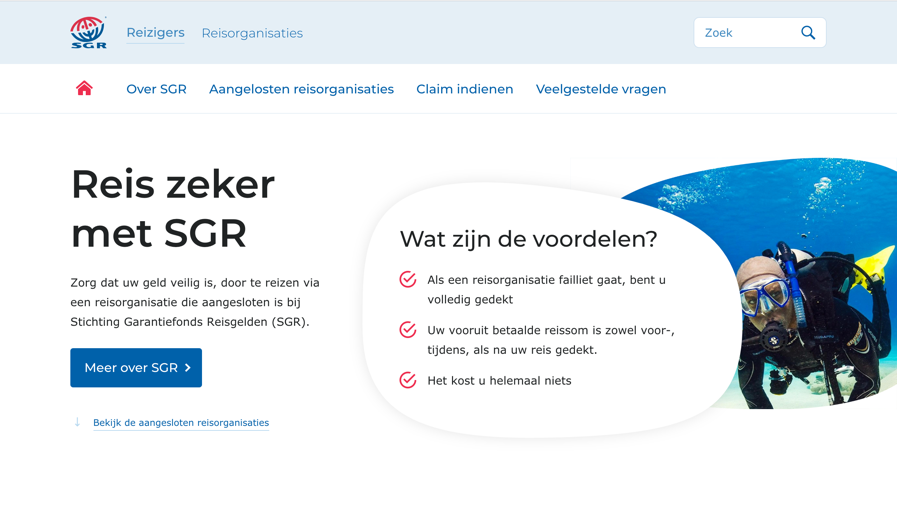 SGR
Reizigers
Reisorganisaties
Zoek
Over SGR
Aangelosten reisorganisaties
Claim indienen
Veelgestelde vragen
Reis zeker
met SGR
Zorg dat uw geld veilig is, door te reizen via
een reisorganisatie die aangesloten is bij
Stichting Garantiefonds Reisgelden (SGR).
Meer over SGR
Bekijk de aangesloten reisorganisaties
Wat zijn de voordelen?
Als een reisorganisatie failliet gaat, bent u
volledig gedekt
Uw vooruit betaalde reissom is zowel voor-,
tijdens, als na uw reis gedekt.
Het kost u helemaal niets